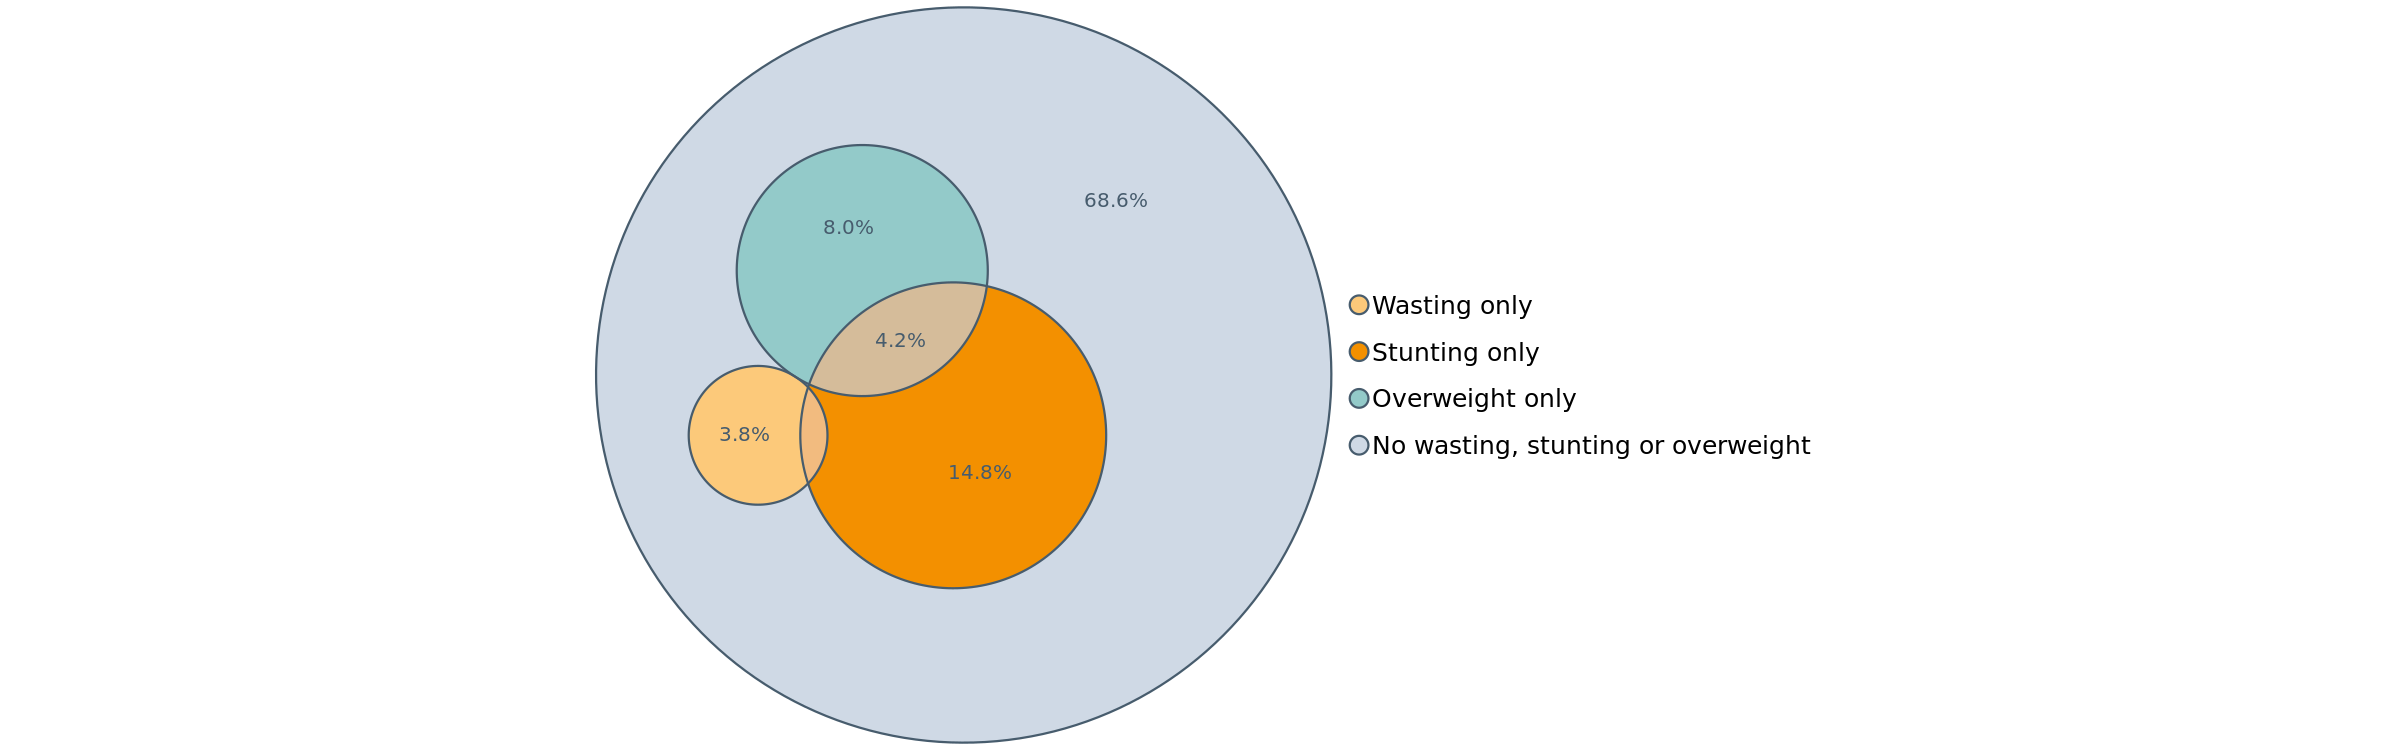 68.6%
8.0%
4.2%
3.8%
14.8%
Wasting only
Stunting only
Overweight only
No wasting, stunting or overweight